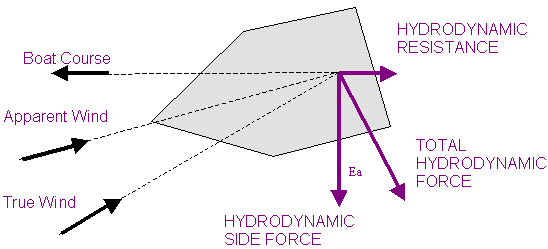 HYDRODYNAMIC
RESISTANCE
Boat Course
Apparent Wind
TOTAL
HYDRODYNAMIC
FORCE
Ea
True Wind
HYDRODYNAMIC
SIDE FORCE